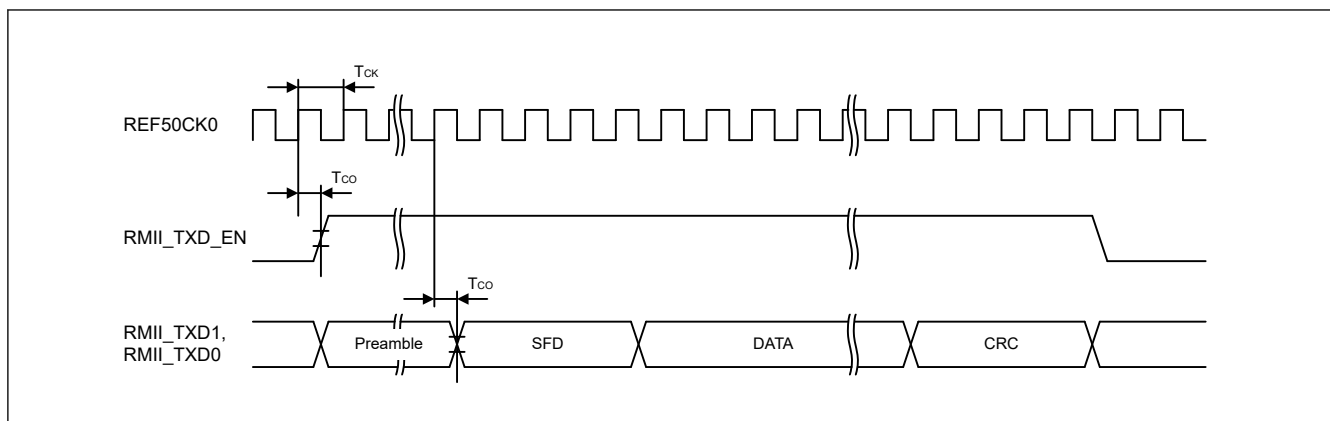 TCK
REF50CK0
TCO
RMII_TXD_EN
TCO
RMII_TXD1,
RMII_TXD0
Preamble
SFD
DATA
CRC